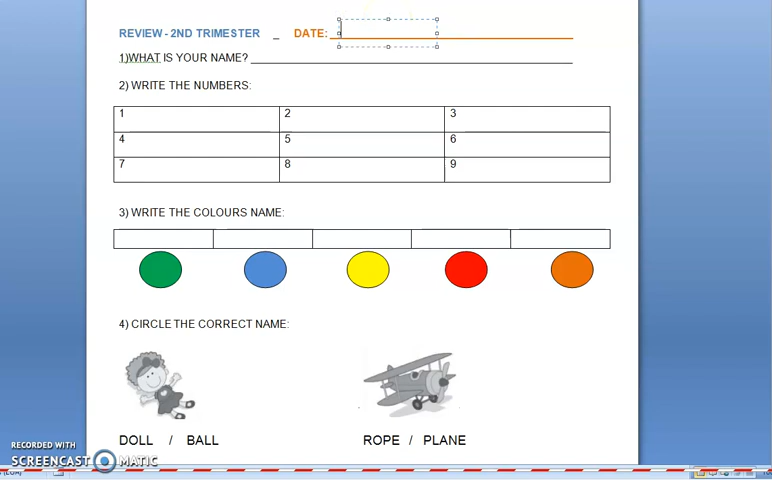 REVIEW - 2ND TRIMESTER _ DATE:
1)WHAT IS YOUR NAME?
2) WRITE THE NUMBERS:
1 2 3
4 5 6
7 8 9
3) WRITE THE COLOURS NAME:
4) CIRCLE THE CORRECT NAME:
DOLL / BALL ROPE / PLANE
RECORDED WITH
SCREENCAST MATIC